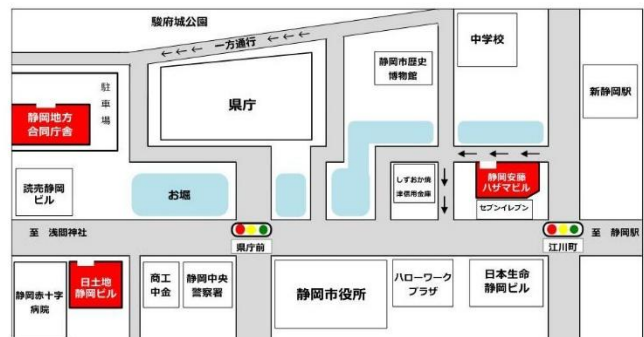 駿府城公園
一方通行
← ← ← ←
← ← ← ←
中学校
静岡市歴史
博物館
新静岡駅
県庁
駐
車
場
静岡地方
合同庁舎
← ← ←
読売静岡
ビル
お堀
しずおか焼
津信用金庫
↓
↓
静岡安藤
ハザマビル
セブンイレブン
至 浅間神社
県庁前
江川町
至 静岡駅
静岡赤十字
病院
日土地
静岡ビル
商工
中金
静岡中央
警察署
静岡市役所
ハローワーク
プラザ
日本生命
静岡ビル